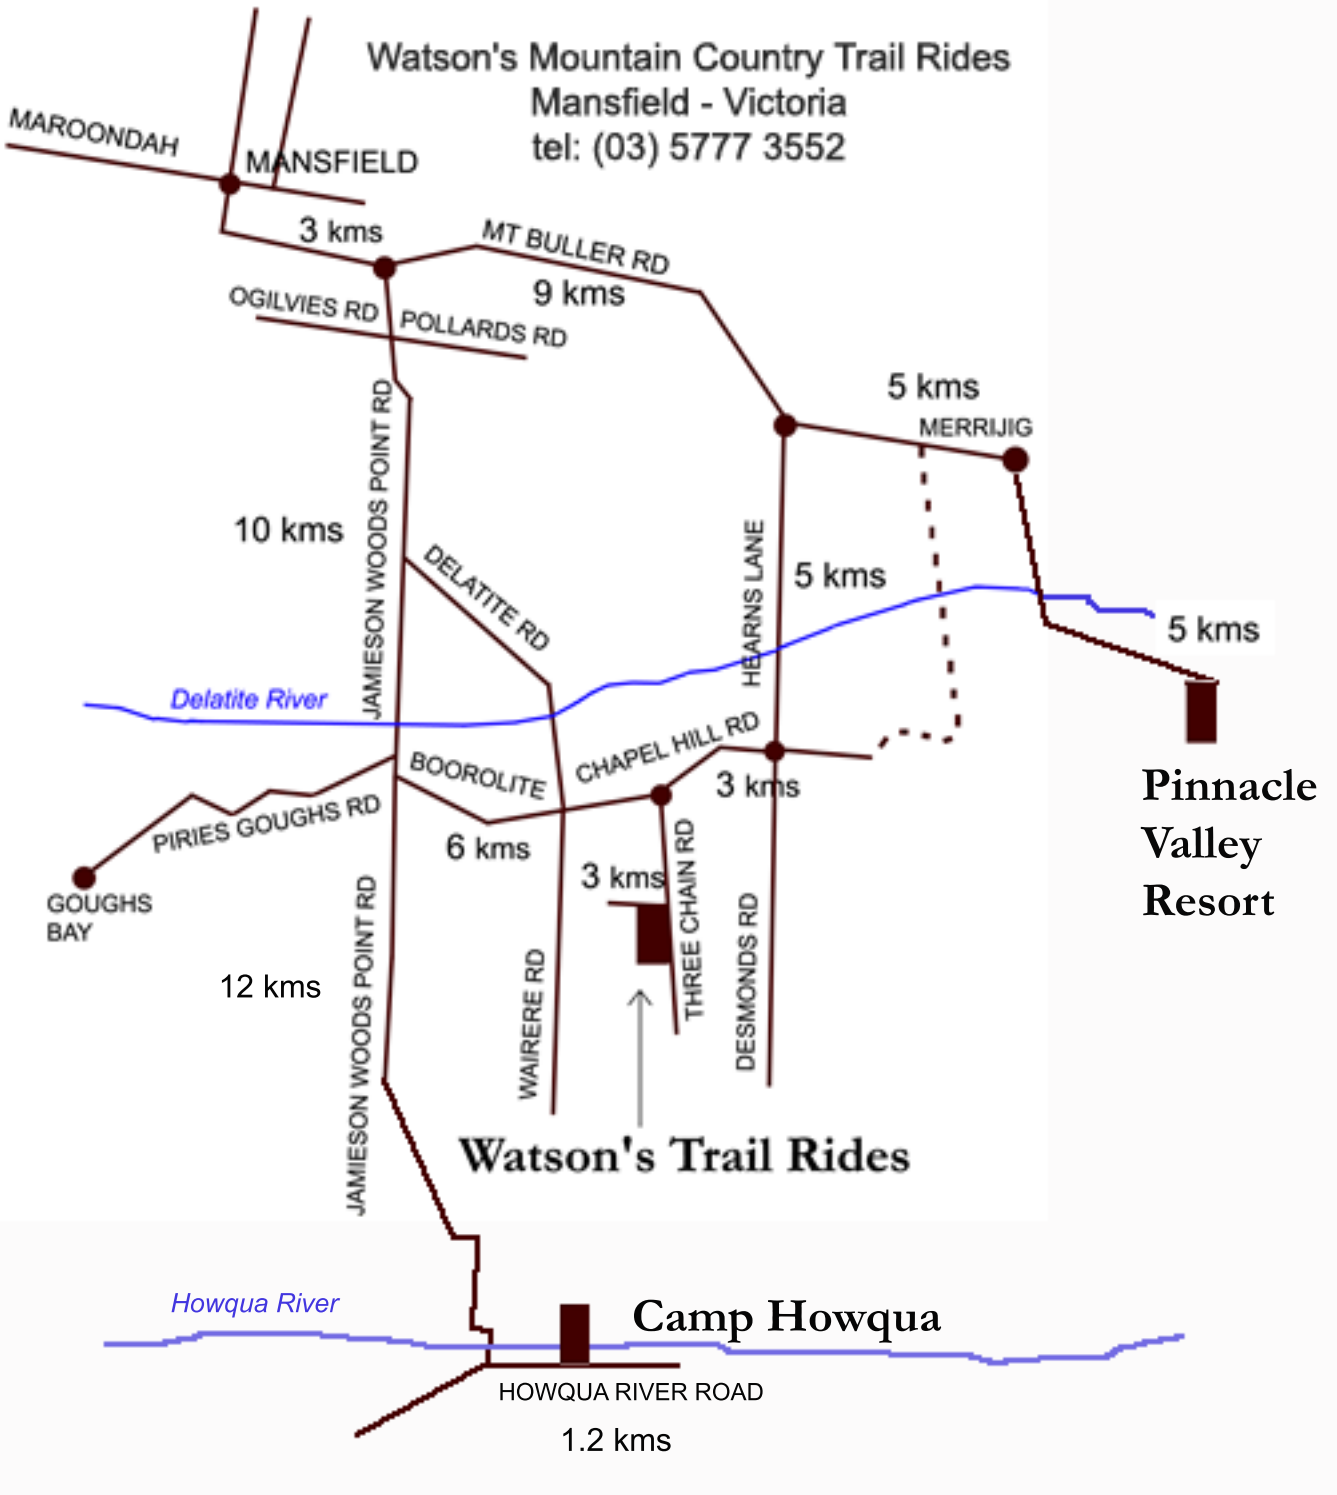 Watson's Mountain Country Trail Rides
Mansfield - Victoria
tel: (03) 5777 3552
MAROONDAH
MANSFIELD
3 kms
MT BULLER RD
9 kms
OGILVIES RD
POLLARDS RD
5 kms
MERRIJIG
JAMIESON WOODS POINT RD
10 kms
DELATITE RD
HEARNS LANE
5 kms
5 kms
Delatite River
CHAPEL HILL RD
BOOROLITE
3 kms
PIRIES GOUGHS RD
6 kms
3 kms
THREE CHAIN RD
GOUGHS
BAY
Pinnacle
Valley
Resort
JAMIESON WOODS POINT RD
12 kms
WAIRERE RD
DESMONDS RD
Watson's Trail Rides
Howqua River
Camp Howqua
HOWQUA RIVER ROAD
1.2 kms